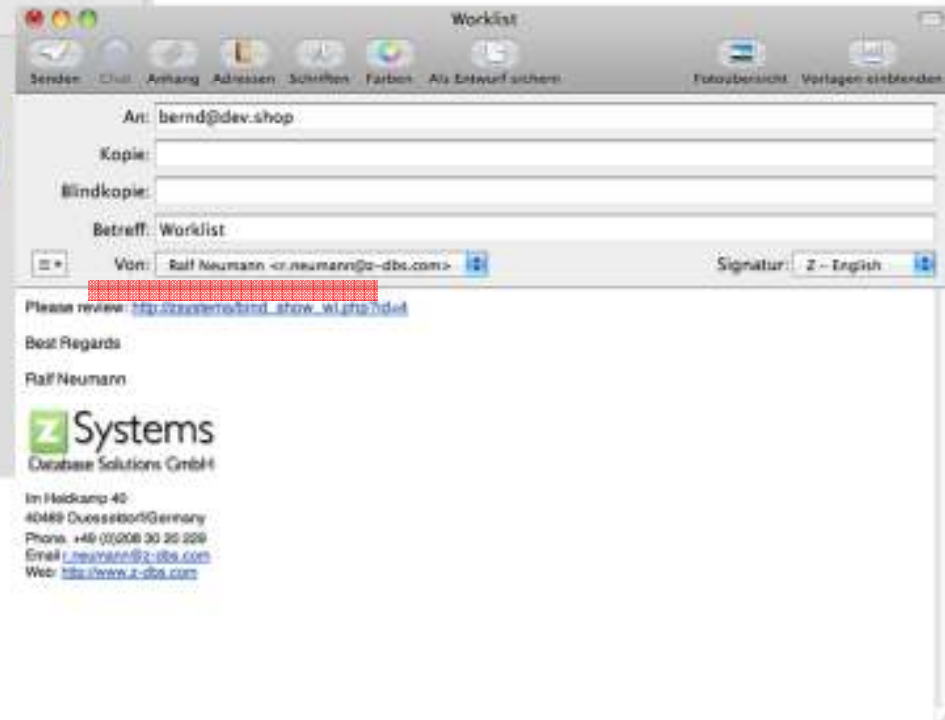 Worklist
Senden Chat Anhang Adressen Schriften Farben Als Entwurf sichern Fotoübersicht Vorlagen einblenden
An: bernd@dev.shop
Kopie:
Blindkopie:
Betreff: Worklist
Von: Ralf Neumann <r.neumann@z-dbs.com> Signatur: Z - English
Please review:
Best Regards
Ralf Neumann
z Systems
Database Solutions GmbH
Im Heidkamp 40
Duesseldorf/Germany
Phone: +49 (0)208 30 20 229
Email r.neumann@z-dbs.com
Web: http://www.z-dbs.com